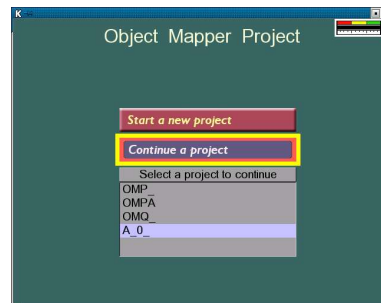 Object Mapper Project
Start a new project
Continue a project
Select a project to continue
OMP_
OMPA
OMQ_
A_0_